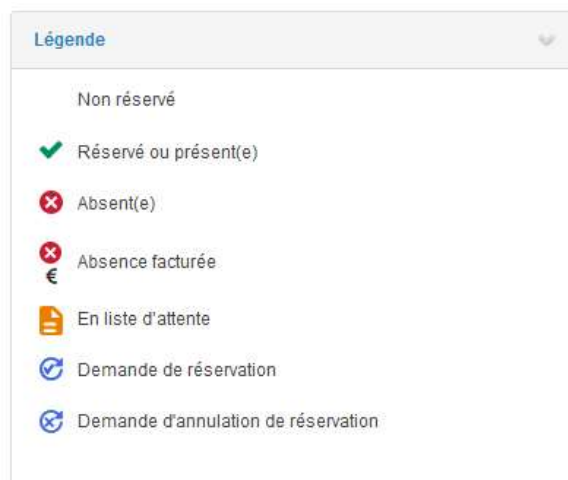 Légende
Non réservé
Réservé ou présent(e)
Absent(e)
€ Absence facturée
En liste d'attente
Demande de réservation
Demande d'annulation de réservation